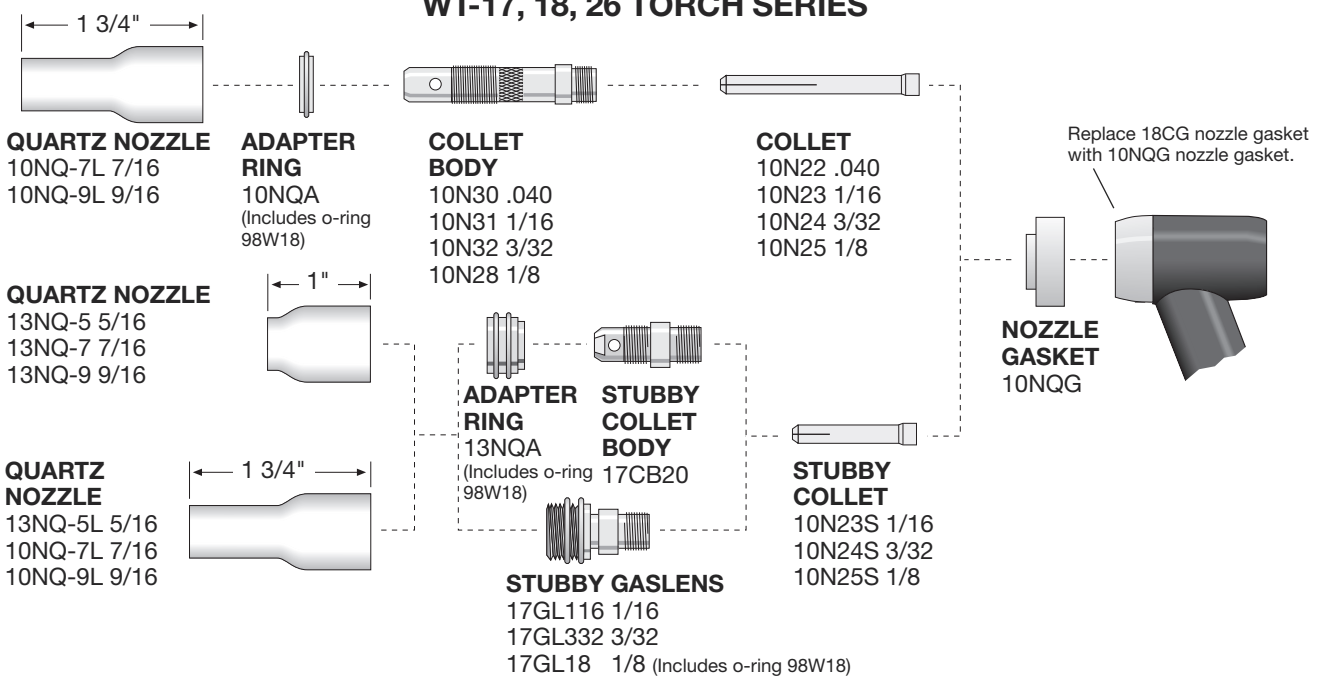 WT-17, 18, 26 TORCH SERIES
1 3/4"
QUARTZ NOZZLE
10NQ-7L 7/16
10NQ-9L 9/16
ADAPTER
RING
10NQA
(Includes o-ring
98W18)
COLLET
BODY
10N30 .040
10N31 1/16
10N32 3/32
10N28 1/8
COLLET
10N22 .040
10N23 1/16
10N24 3/32
10N25 1/8
Replace 18CG nozzle gasket
with 10NQG nozzle gasket.
NOZZLE
GASKET
10NQG
QUARTZ NOZZLE
13NQ-5 5/16
13NQ-7 7/16
13NQ-9 9/16
1"
ADAPTER
RING
13NQA
(Includes o-ring
98W18)
STUBBY
COLLET
BODY
17CB20
QUARTZ
NOZZLE
13NQ-5L 5/16
10NQ-7L 7/16
10NQ-9L 9/16
1 3/4"
STUBBY GASLENS
17GL116 1/16
17GL332 3/32
17GL18 1/8 (Includes o-ring 98W18)
STUBBY
COLLET
10N23S 1/16
10N24S 3/32
10N25S 1/8